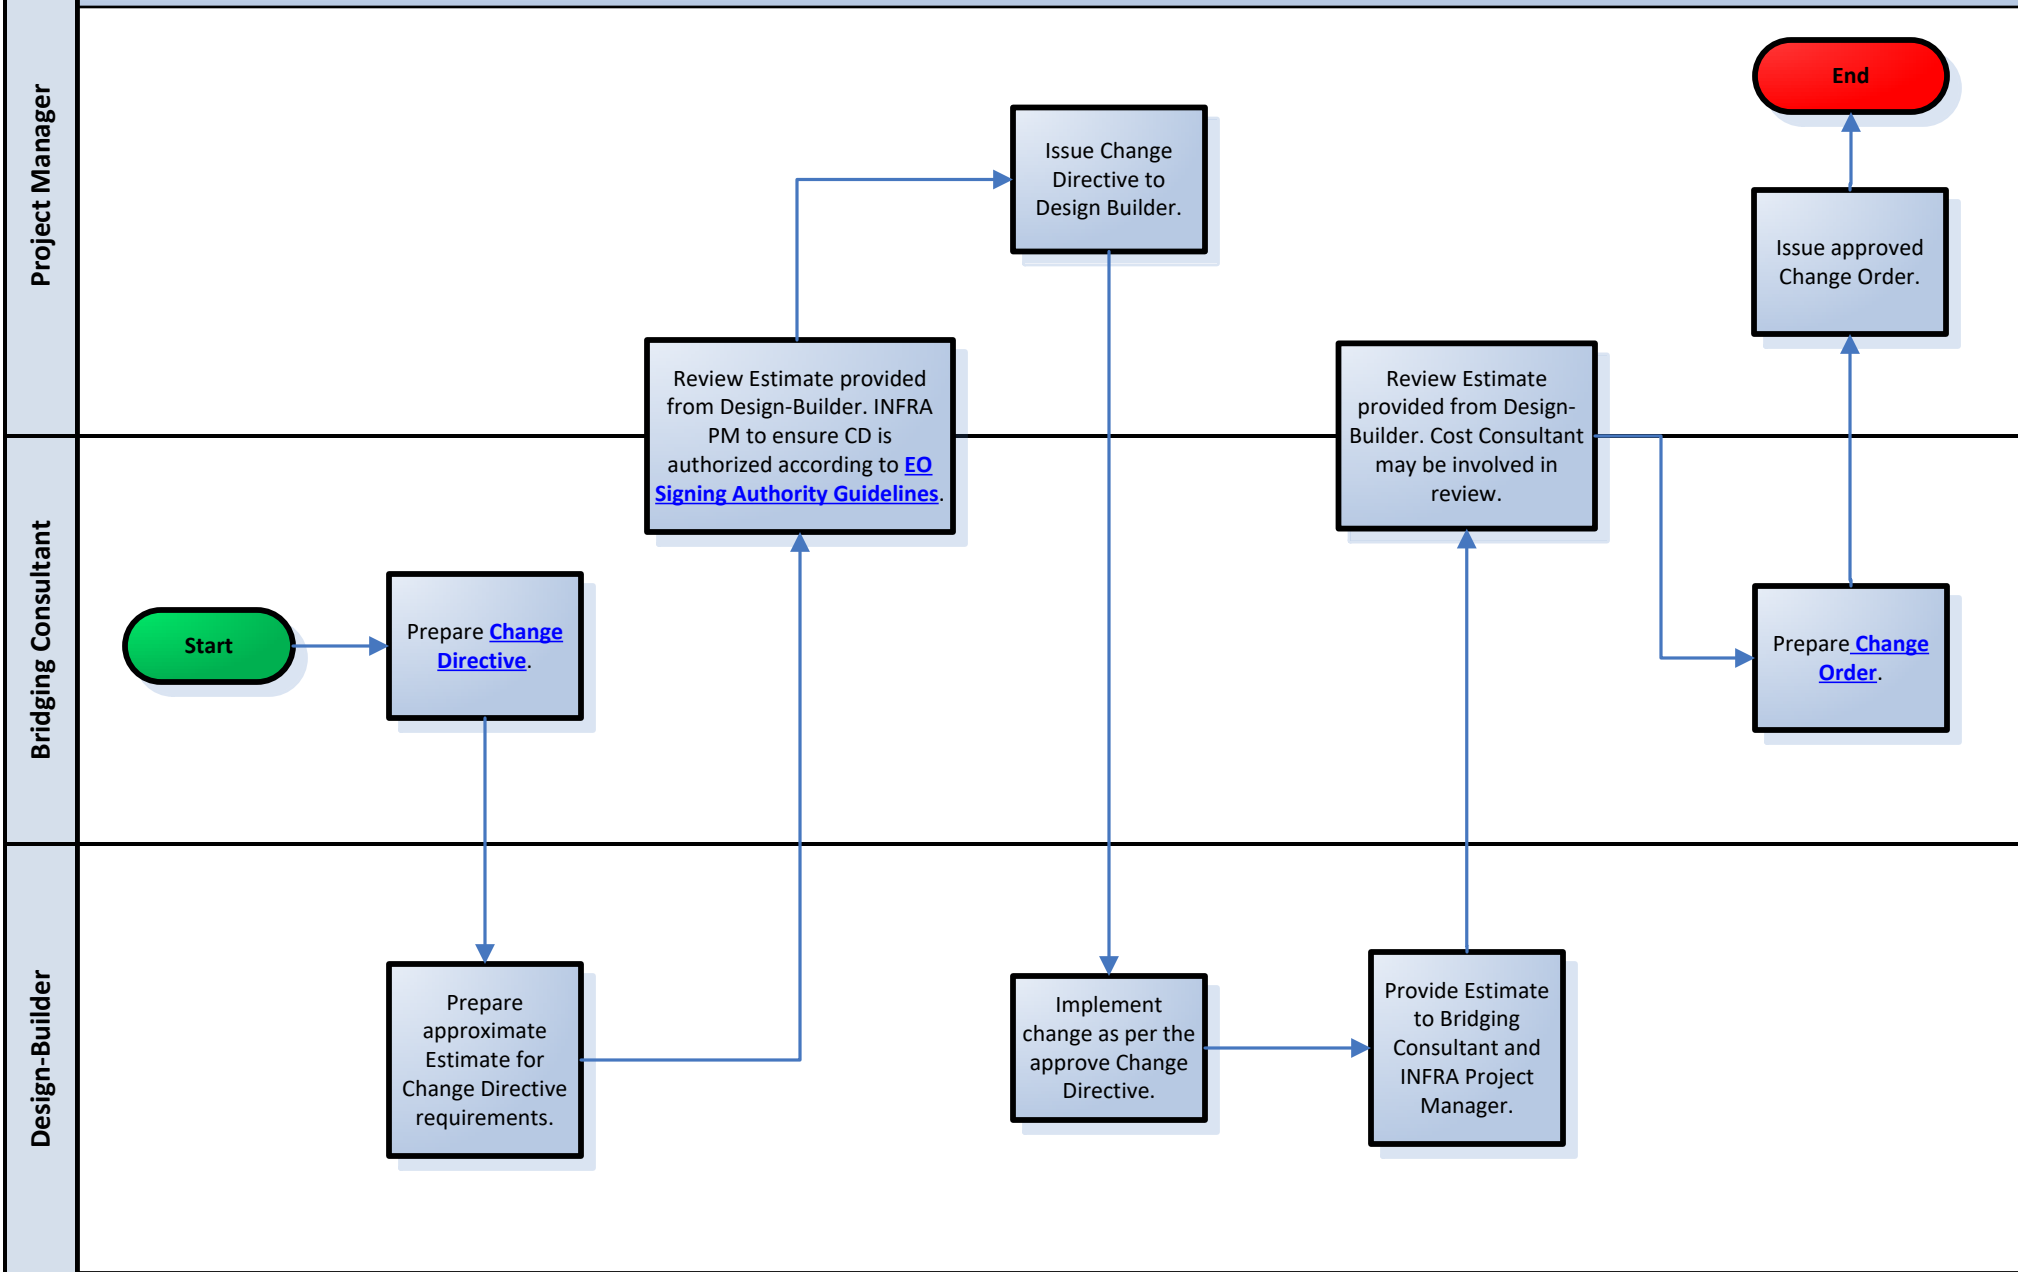 Project Manager
End
Issue Change
Directive to
Design Builder.
Issue approved
Change Order.
Review Estimate provided
from Design-Builder. INFRA
PM to ensure CD is
authorized according to EO
Signing Authority Guidelines.
Review Estimate
provided from Design-
Builder. Cost Consultant
may be involved in
review.
Bridging Consultant
Start
Prepare Change
Directive.
Prepare Change
Order.
Design-Builder
Prepare
approximate
Estimate for
Change Directive
requirements.
Implement
change as per the
approve Change
Directive.
Provide Estimate
to Bridging
Consultant and
INFRA Project
Manager.